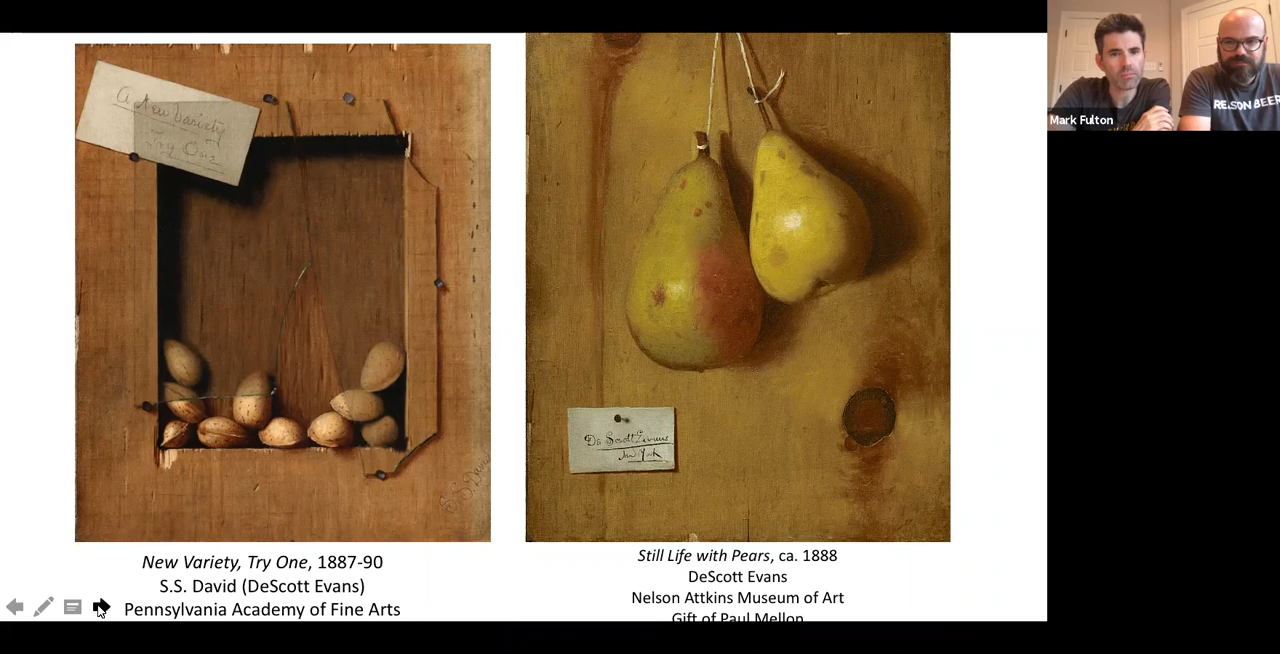 A New Variety
Try One
De Scott Evans
New York
New Variety, Try One, 1887-90
S.S. David (DeScott Evans)
Pennsylvania Academy of Fine Arts
Still Life with Pears, ca. 1888
DeScott Evans
Nelson Attkins Museum of Art
Gift of Paul Mellon
Mark Fulton